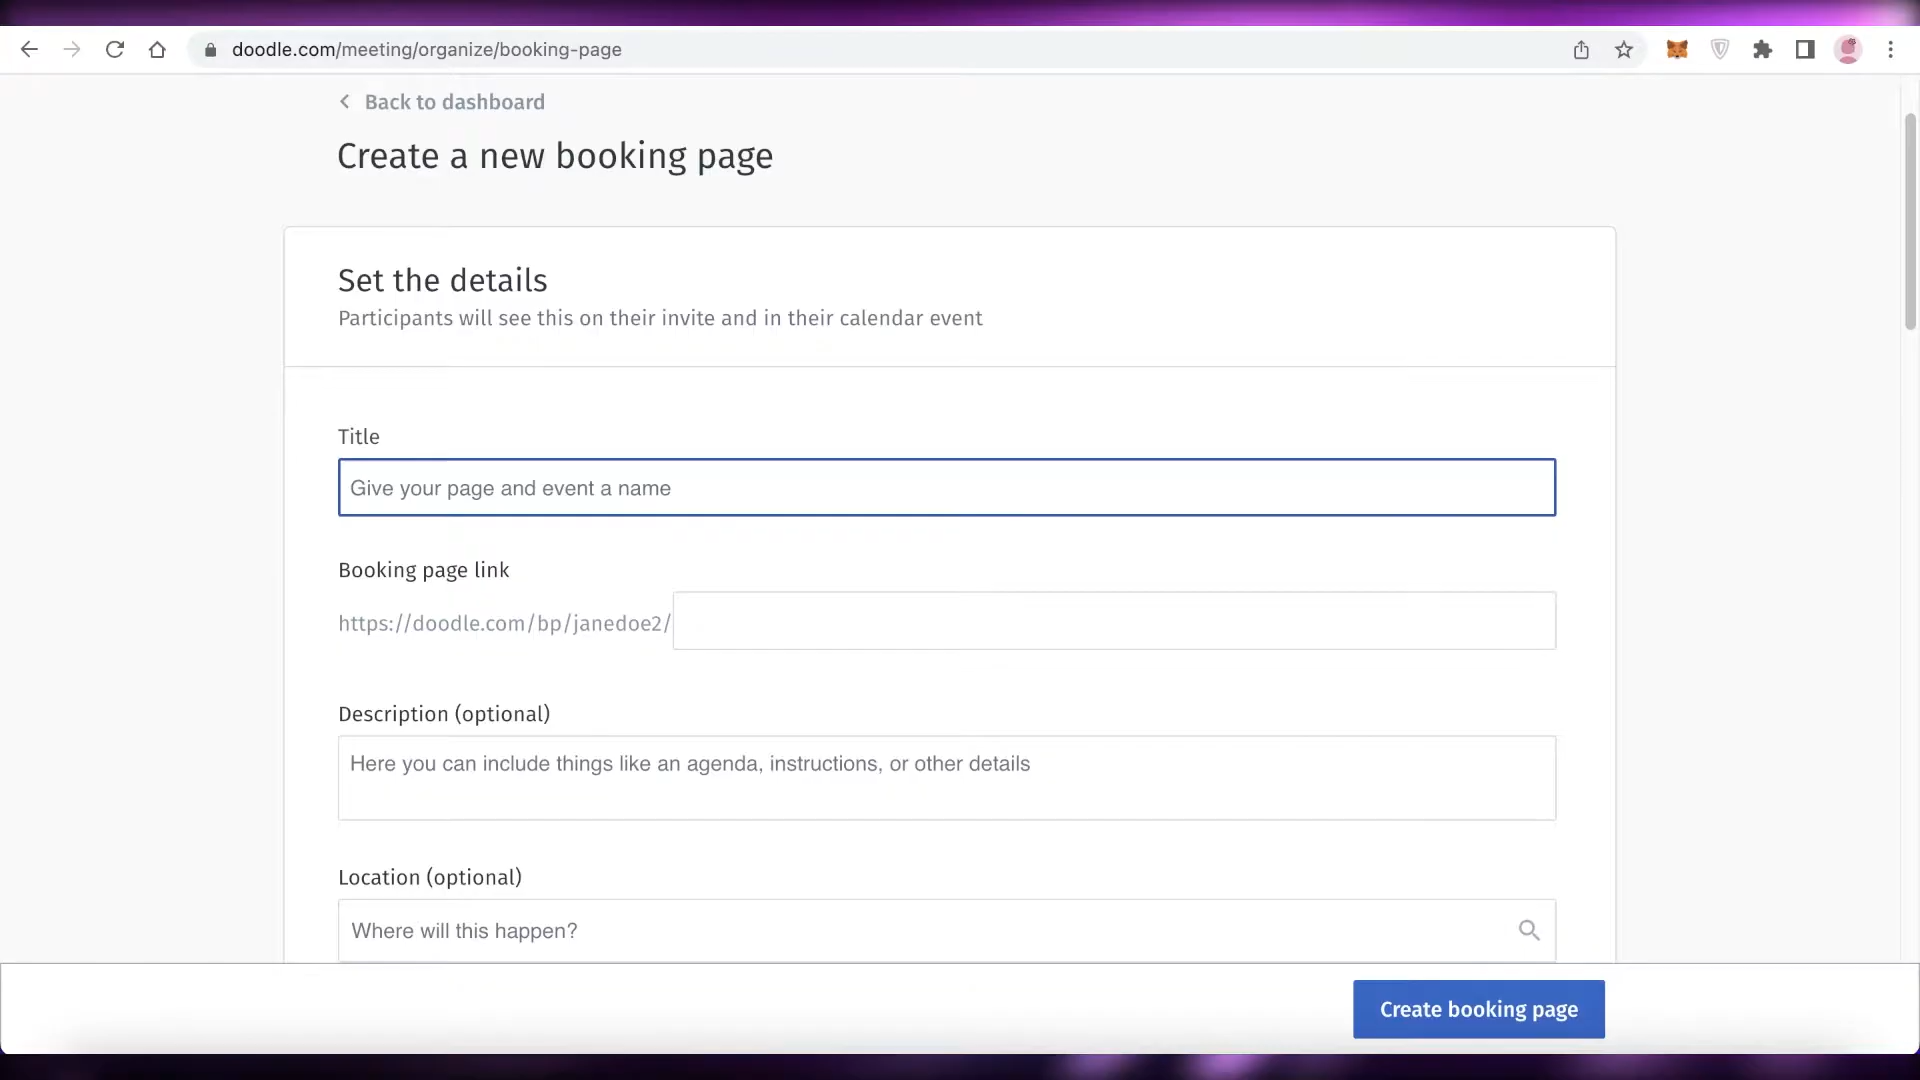 doodle.com/meeting/organize/booking-page
Back to dashboard
Create a new booking page
Set the details
Participants will see this on their invite and in their calendar event
Title
Give your page and event a name
Booking page link
https://doodle.com/bp/janedoe2/
Description (optional)
Here you can include things like an agenda, instructions, or other details
Location (optional)
Where will this happen?
Create booking page